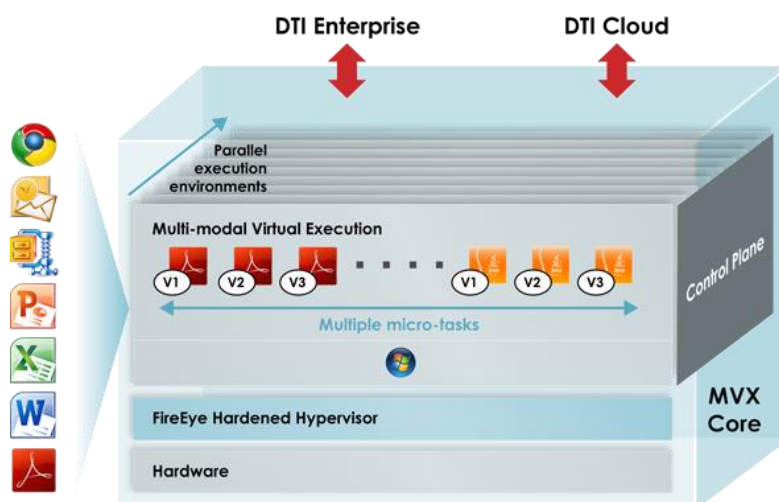 DTI Enterprise
DTI Cloud
Parallel
execution
environments
Multi-modal Virtual Execution
V1
V2
V3
V1
V2
V3
Multiple micro-tasks
Control Plane
FireEye Hardened Hypervisor
MVX
Core
Hardware